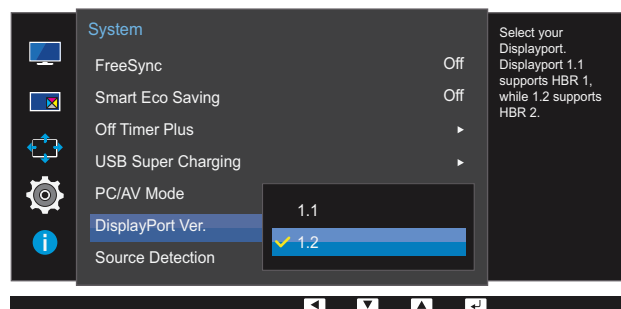 System
FreeSync Off
Smart Eco Saving Off
Off Timer Plus
USB Super Charging
PC/AV Mode
DisplayPort Ver.
Source Detection
1.1
1.2
Select your
Displayport.
Displayport 1.1
supports HBR 1,
while 1.2 supports
HBR 2.